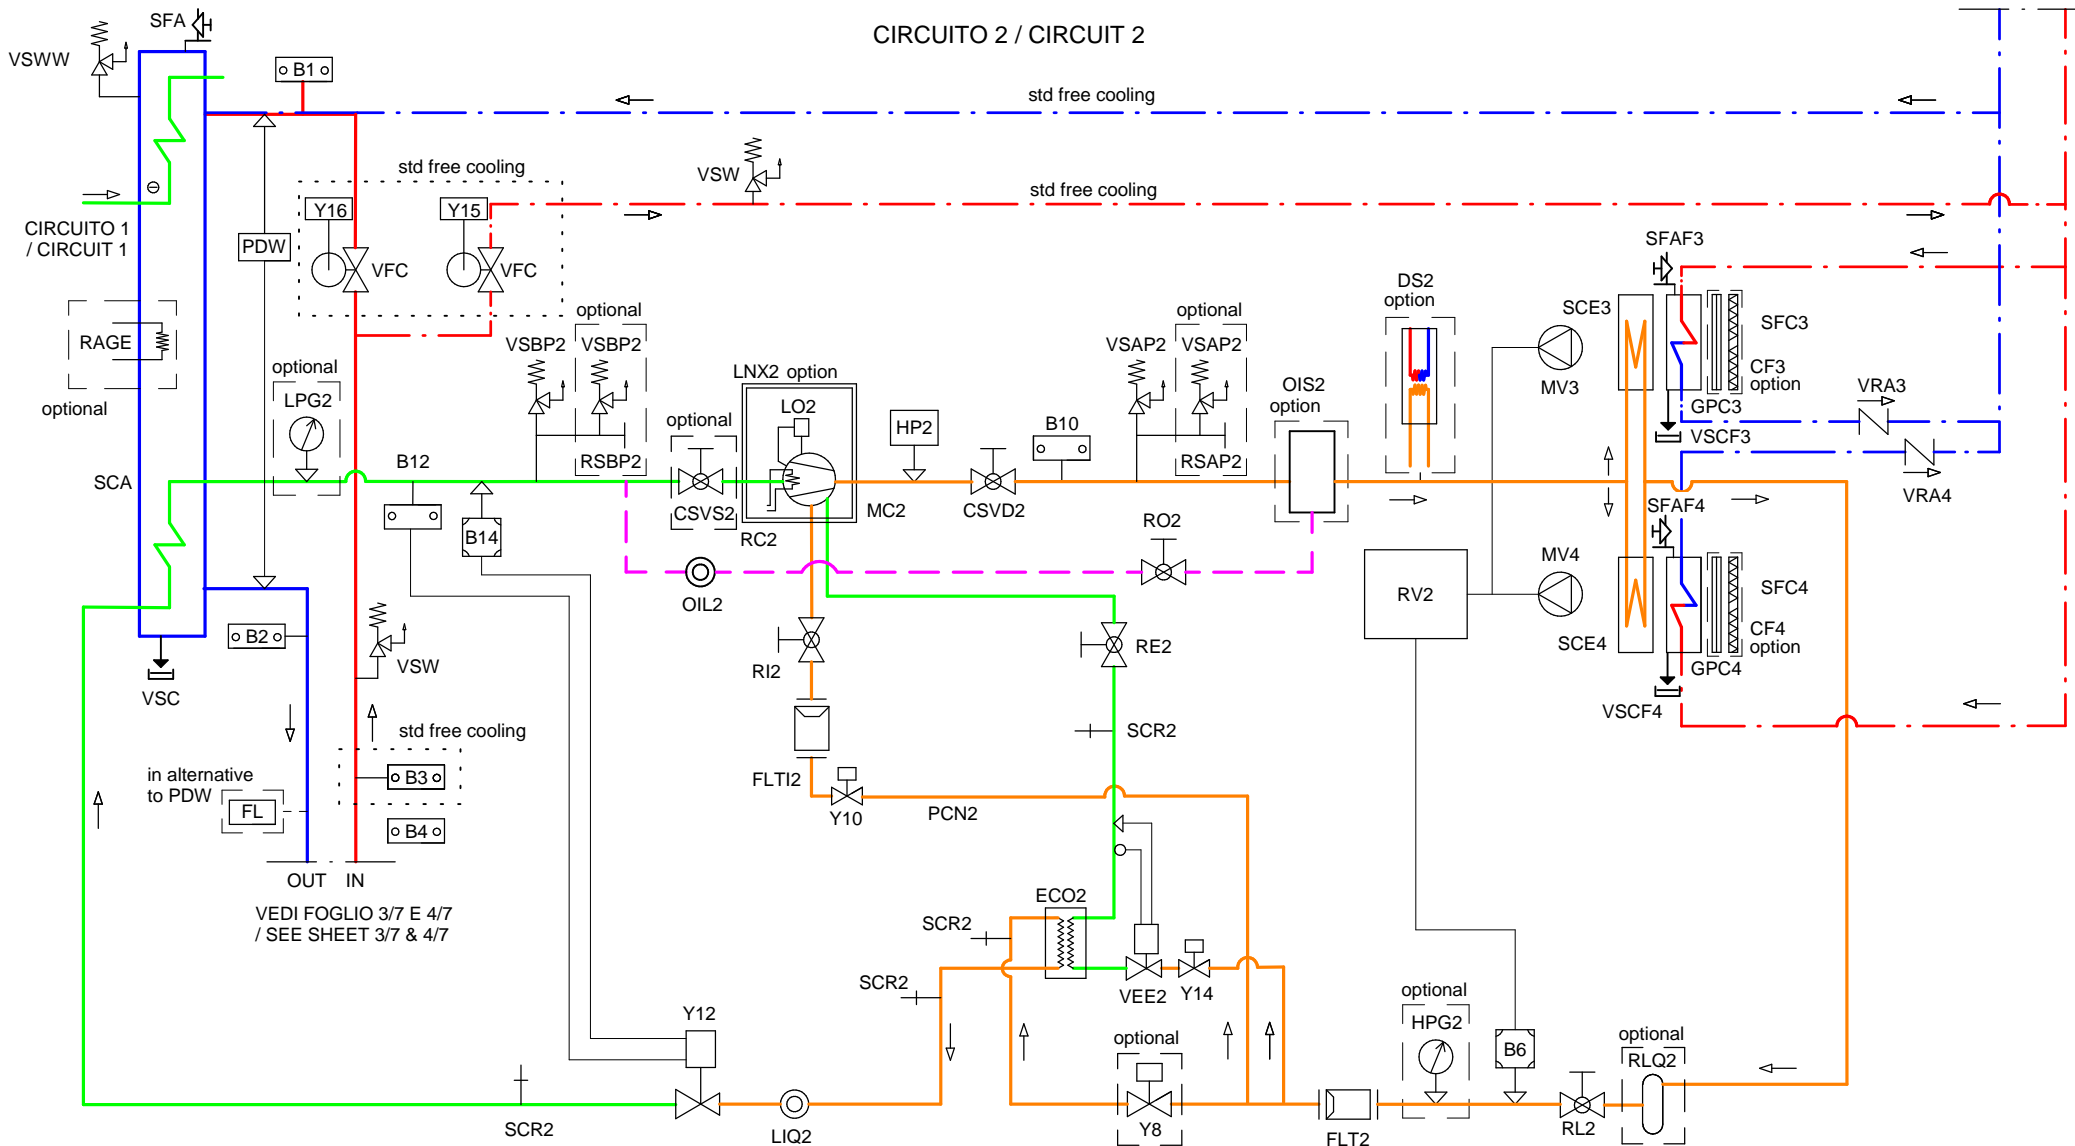 CIRCUITO 2 / CIRCUIT 2
SFA
VSWW
B1
std free cooling
std free cooling
VSW
std free cooling
Y16
Y15
CIRCUITO 1
/ CIRCUIT 1
PDW
VFC
VFC
SFAF3
DS2
option
SCE3
SFC3
optional
RAGE
optional
optional
LPG2
VSBP2
optional
VSBP2
RSBP2
LNX2 option
LO2
VSAP2
optional
VSAP2
RSAP2
OIS2
option
MV3
CF3
option
GPC3
VRA3
VSCF3
VRA4
optional
HP2
B10
SCA
B12
B14
CSVS2
RC2
MC2
CSVD2
RO2
SFAF4
MV4
SFC4
RV2
OIL2
SCE4
CF4
option
GPC4
VSCF4
B2
VSW
VSC
RI2
RE2
std free cooling
SCR2
in alternative
to PDW
FL
B3
B4
FLTI2
Y10
PCN2
OUT IN
VEDI FOGLIO 3/7 E 4/7
/ SEE SHEET 3/7 & 4/7
ECO2
SCR2
SCR2
VEE2
Y14
Y12
optional
HPG2
optional
Y8
B6
optional
RLQ2
SCR2
LIQ2
FLT2
RL2